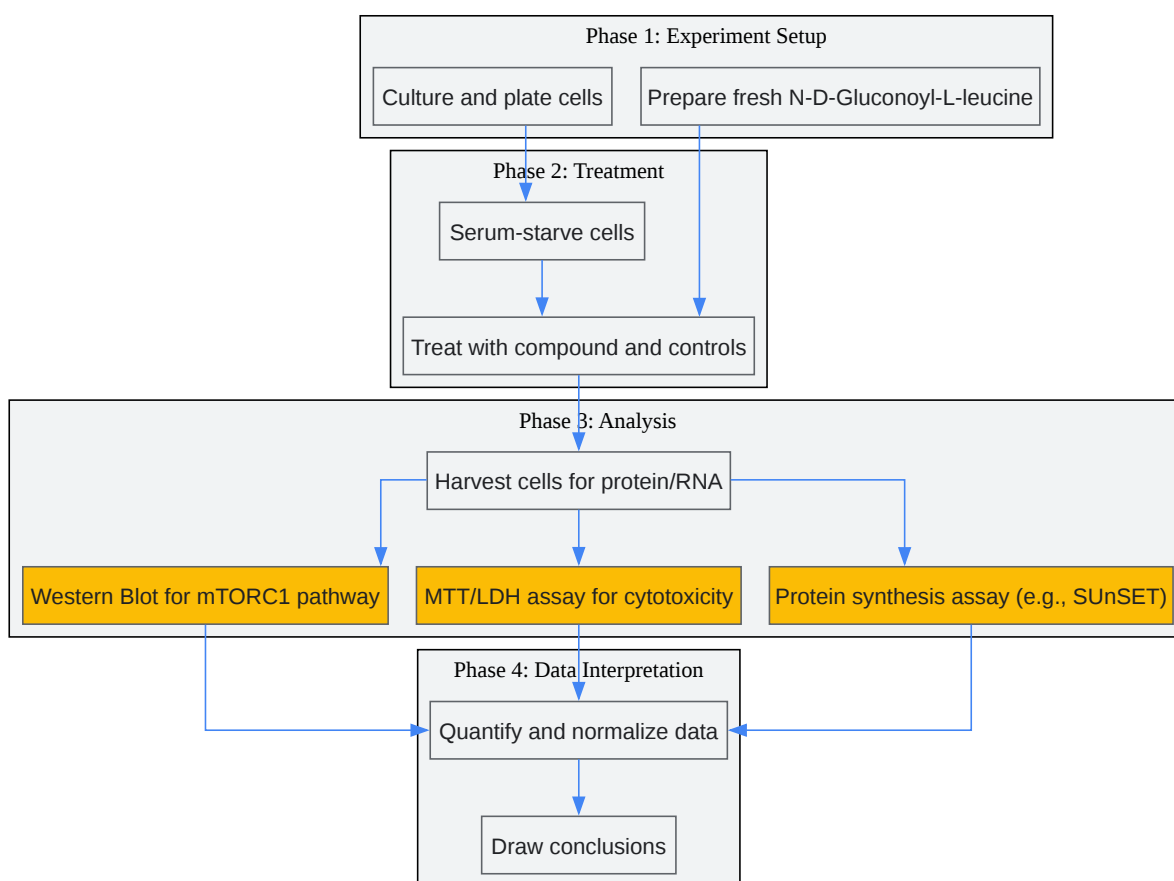 Phase 1: Experiment Setup
Culture and plate cells
Prepare fresh N-D-Gluconoyl-L-leucine
Phase 2: Treatment
Serum-starve cells
Treat with compound and controls
Phase 3: Analysis
Harvest cells for protein/RNA
Western Blot for mTORC1 pathway
MTT/LDH assay for cytotoxicity
Protein synthesis assay (e.g., SUnSET)
Phase 4: Data Interpretation
Quantify and normalize data
Draw conclusions